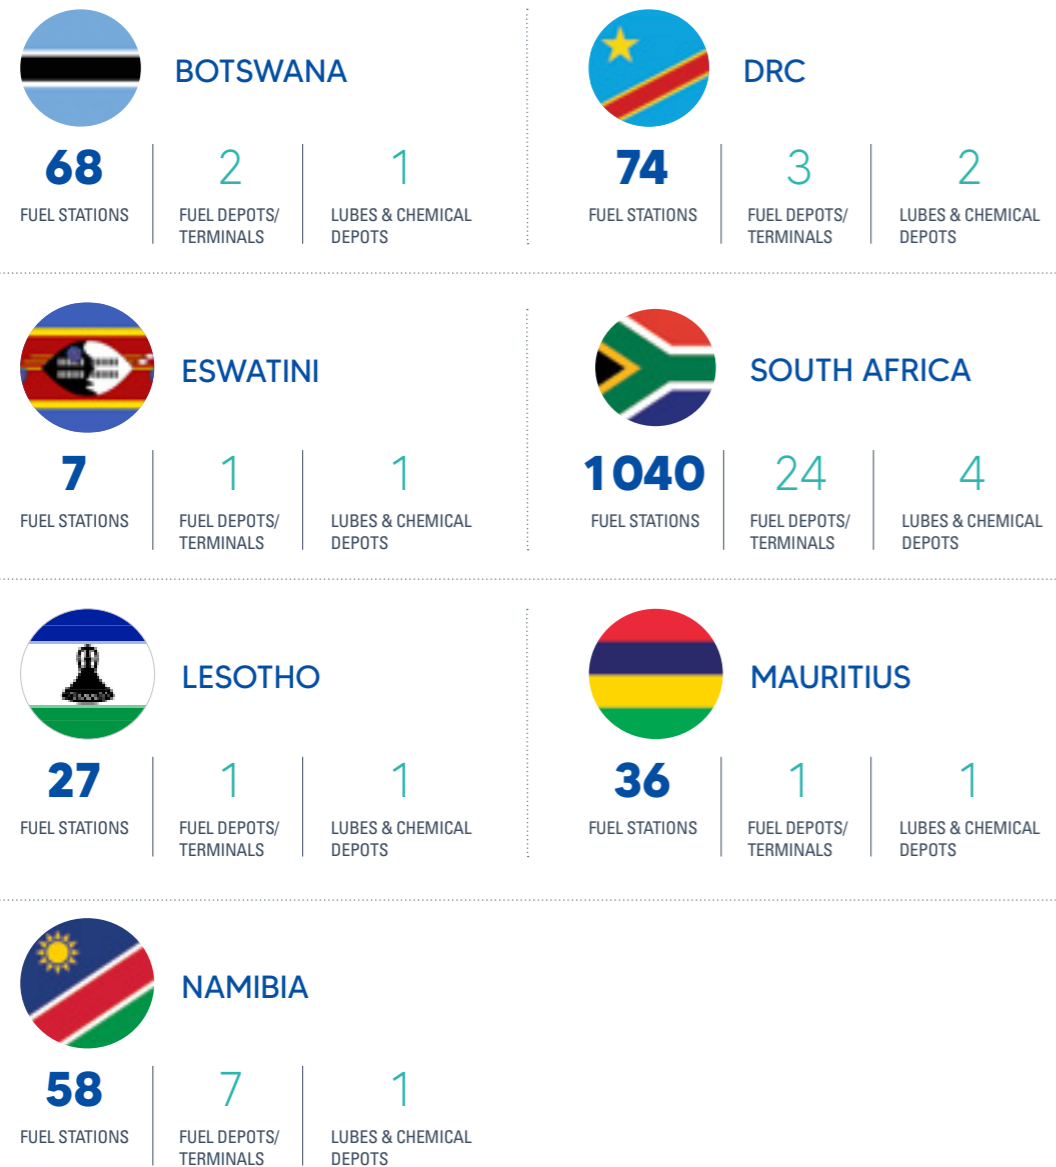 BOTSWANA
68
FUEL STATIONS
2
FUEL DEPOTS/
TERMINALS
1
LUBES & CHEMICAL
DEPOTS
DRC
74
FUEL STATIONS
3
FUEL DEPOTS/
TERMINALS
2
LUBES & CHEMICAL
DEPOTS
ESWATINI
7
FUEL STATIONS
1
FUEL DEPOTS/
TERMINALS
1
LUBES & CHEMICAL
DEPOTS
SOUTH AFRICA
1 040
FUEL STATIONS
24
FUEL DEPOTS/
TERMINALS
4
LUBES & CHEMICAL
DEPOTS
LESOTHO
27
FUEL STATIONS
1
FUEL DEPOTS/
TERMINALS
1
LUBES & CHEMICAL
DEPOTS
MAURITIUS
36
FUEL STATIONS
1
FUEL DEPOTS/
TERMINALS
1
LUBES & CHEMICAL
DEPOTS
NAMIBIA
58
FUEL STATIONS
7
FUEL DEPOTS/
TERMINALS
1
LUBES & CHEMICAL
DEPOTS